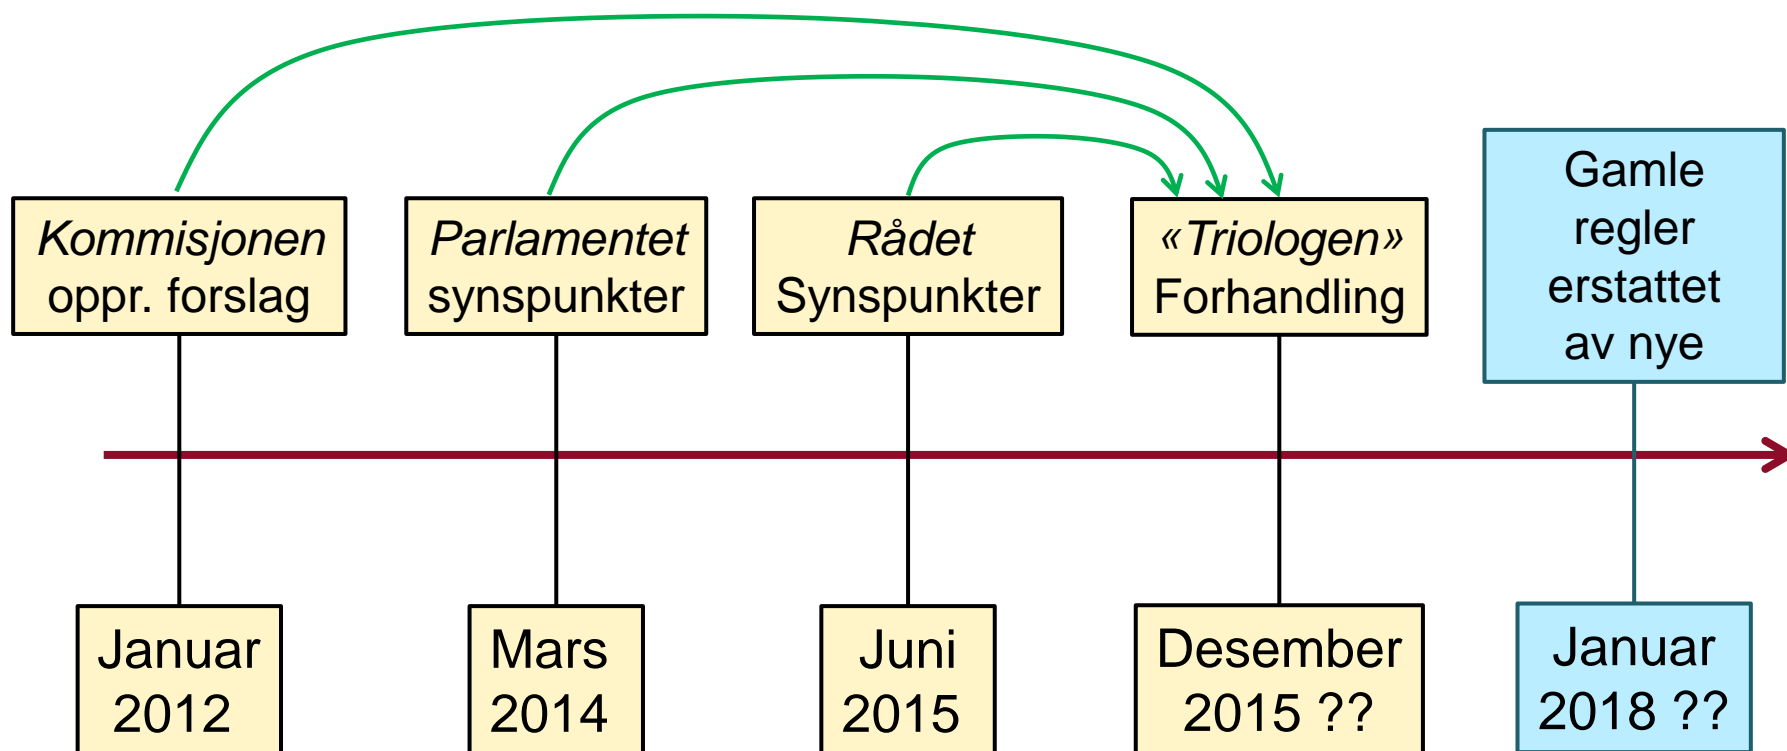 Kommisjonen
oppr. forslag
Parlamentet
synspunkter
Rådet
Synspunkter
«Triologen»
Forhandling
Gamle
regler
erstattet
av nye
Januar
2012
Mars
2014
Juni
2015
Desember
2015 ??
Januar
2018 ??